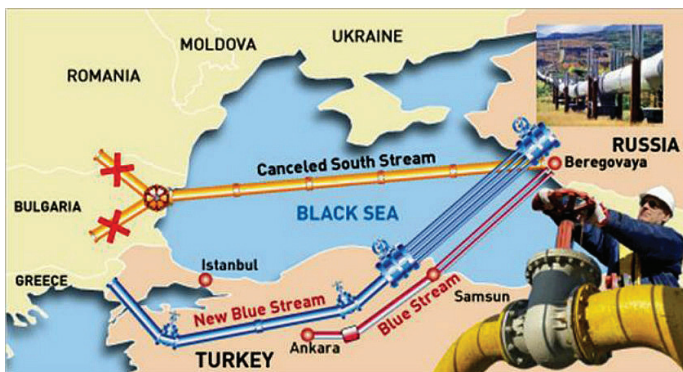 UKRAINE
MOLDOVA
ROMANIA
RUSSIA
Canceled South Stream
Beregovaya
BULGARIA
BLACK SEA
GREECE
Istanbul
New Blue Stream
Blue Stream
Samsun
Ankara
TURKEY